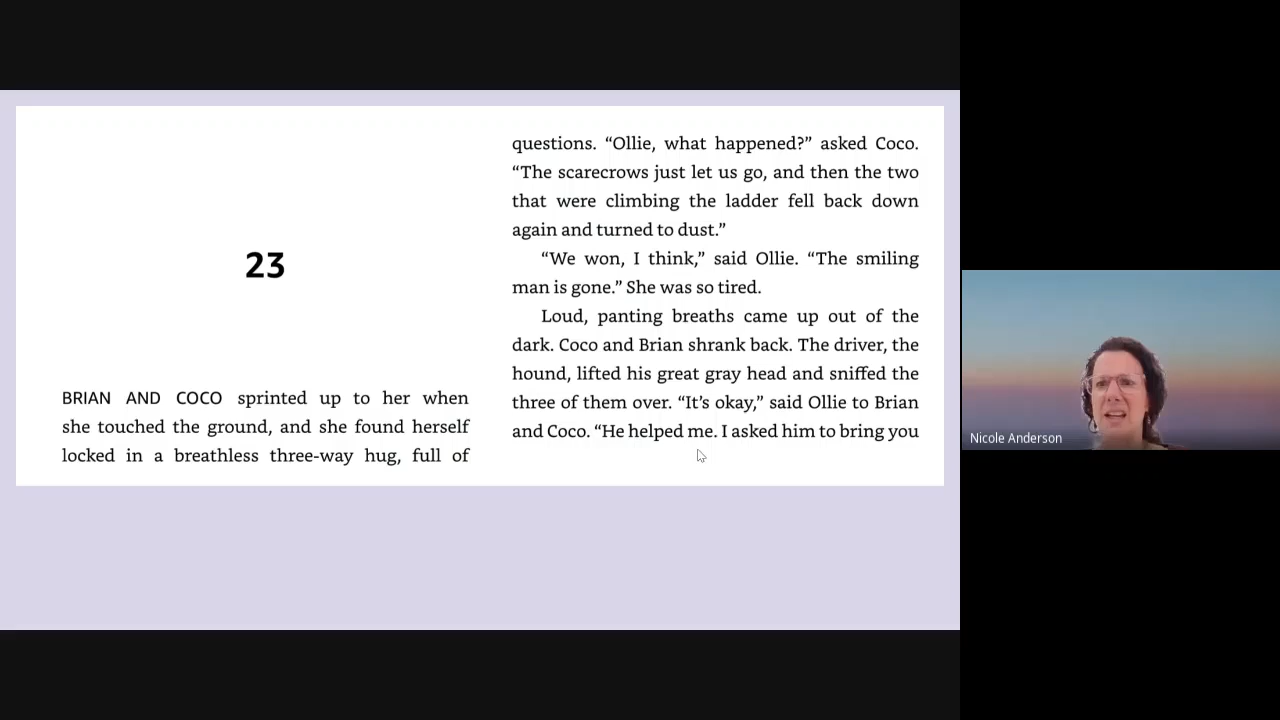 23
BRIAN AND COCO sprinted up to her when
she touched the ground, and she found herself
locked in a breathless three-way hug, full of
questions. “Ollie, what happened?” asked Coco.
“The scarecrows just let us go, and then the two
that were climbing the ladder fell back down
again and turned to dust.”
“We won, I think,” said Ollie. “The smiling
man is gone.” She was so tired.
Loud, panting breaths came up out of the
dark. Coco and Brian shrank back. The driver, the
hound, lifted his great gray head and sniffed the
three of them over. “It’s okay,” said Ollie to Brian
and Coco. “He helped me. I asked him to bring you
Nicole Anderson